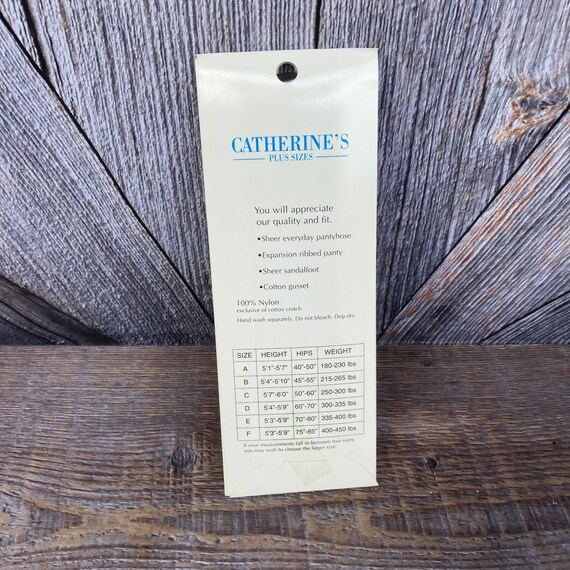 CATHERINE'S
PLUS SIZES
You will appreciate
our quality and fit.
•Sheer everyday pantyhose
•Expansion ribbed panty
•Sheer sandalfoot
•Cotton gusset
100% Nylon
exclusive of cotton crotch
Hand wash separately. Do not bleach. Drip dry.
SIZE HEIGHT HIPS WEIGHT
A 5'1"-5'7" 40"-50" 180-230 lbs
B 5'4"-5'10" 45"-55" 215-265 lbs
C 5'7"-6'0" 50"-60" 250-300 lbs
D 5'4"-5'9" 60"-70" 300-335 lbs
E 5'3"-5'9" 70"-80" 335-400 lbs
F 5'3"-5'9" 75"-85" 400-450 lbs
If your measurements fall in between two sizes,
you may wish to choose the larger size.